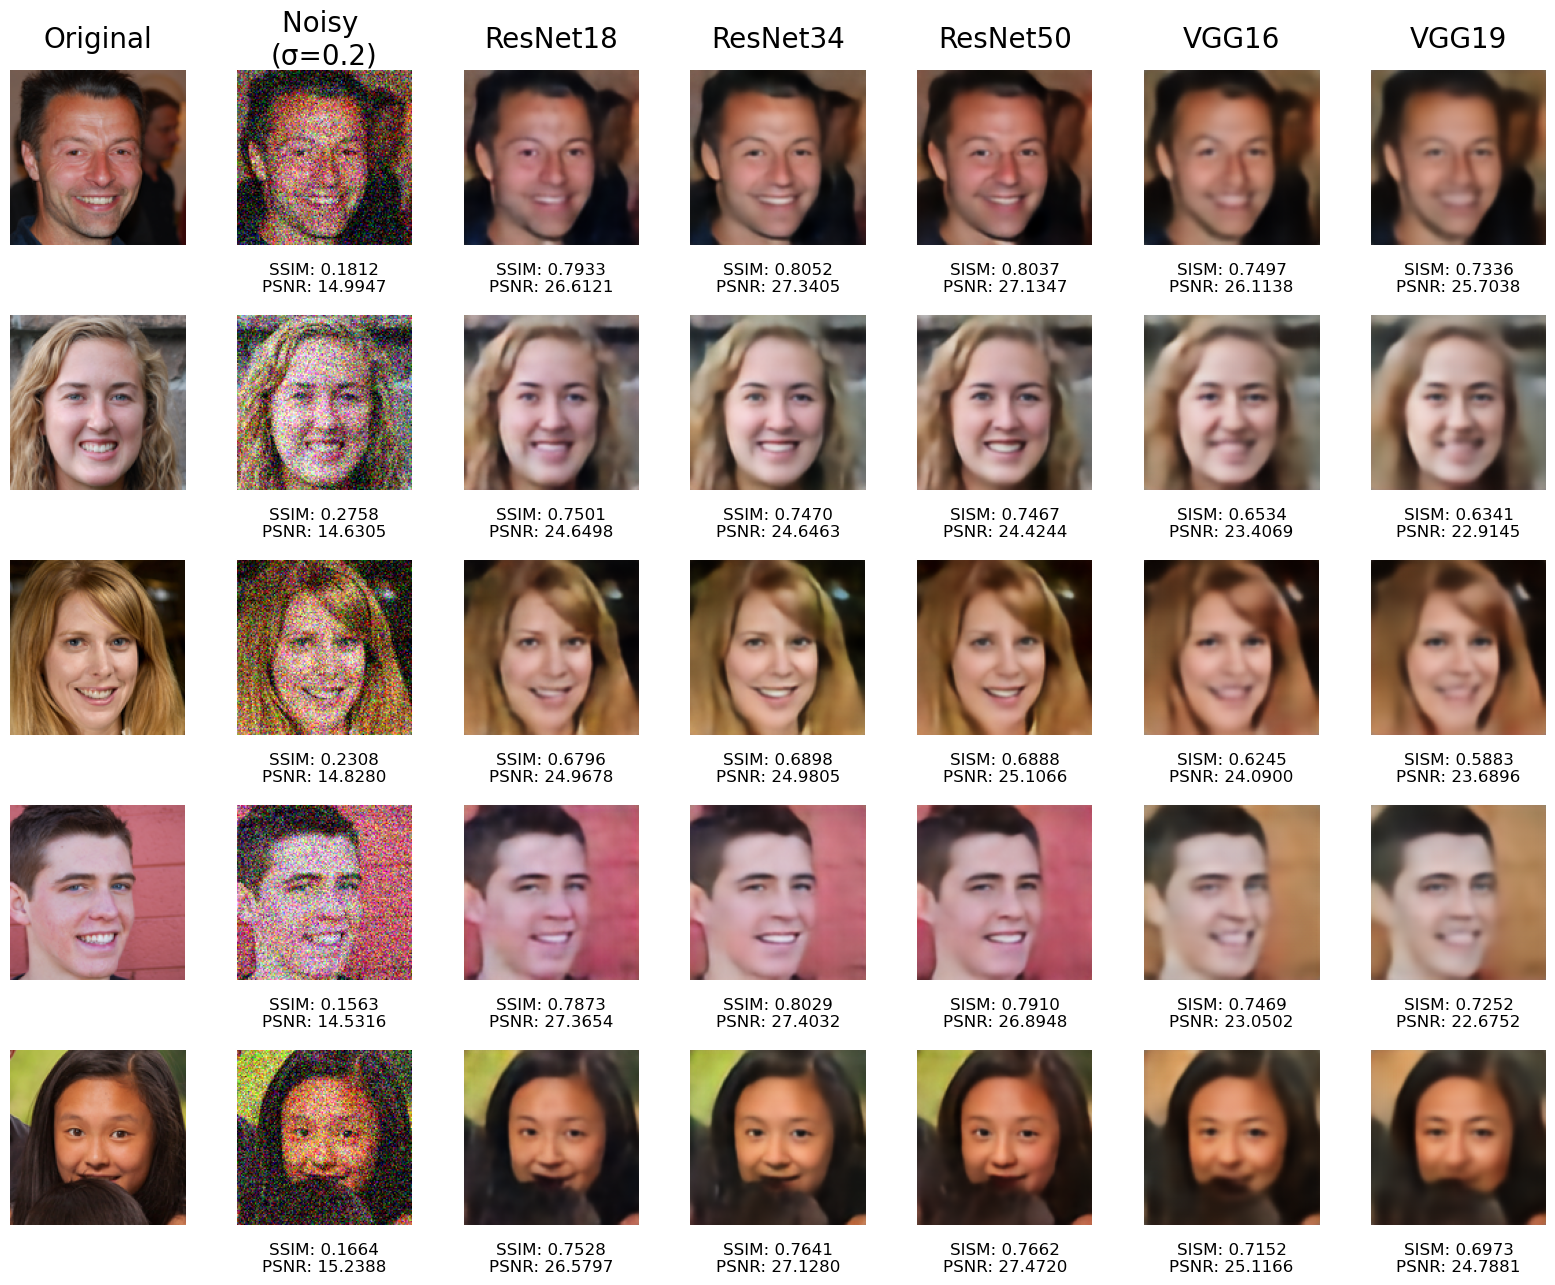 Original
Noisy
(σ=0.2)
ResNet18
ResNet34
ResNet50
VGG16
VGG19
SSIM: 0.1812
PSNR: 14.9947
SSIM: 0.7933
PSNR: 26.6121
SSIM: 0.8052
PSNR: 27.3405
SISM: 0.8037
PSNR: 27.1347
SISM: 0.7497
PSNR: 26.1138
SISM: 0.7336
PSNR: 25.7038
SSIM: 0.2758
PSNR: 14.6305
SSIM: 0.7501
PSNR: 24.6498
SSIM: 0.7470
PSNR: 24.6463
SISM: 0.7467
PSNR: 24.4244
SISM: 0.6534
PSNR: 23.4069
SISM: 0.6341
PSNR: 22.9145
SSIM: 0.2308
PSNR: 14.8280
SSIM: 0.6796
PSNR: 24.9678
SSIM: 0.6898
PSNR: 24.9805
SISM: 0.6888
PSNR: 25.1066
SISM: 0.6245
PSNR: 24.0900
SISM: 0.5883
PSNR: 23.6896
SSIM: 0.1563
PSNR: 14.5316
SSIM: 0.7873
PSNR: 27.3654
SSIM: 0.8029
PSNR: 27.4032
SISM: 0.7910
PSNR: 26.8948
SISM: 0.7469
PSNR: 23.0502
SISM: 0.7252
PSNR: 22.6752
SSIM: 0.1664
PSNR: 15.2388
SSIM: 0.7528
PSNR: 26.5797
SSIM: 0.7641
PSNR: 27.1280
SISM: 0.7662
PSNR: 27.4720
SISM: 0.7152
PSNR: 25.1166
SISM: 0.6973
PSNR: 24.7881